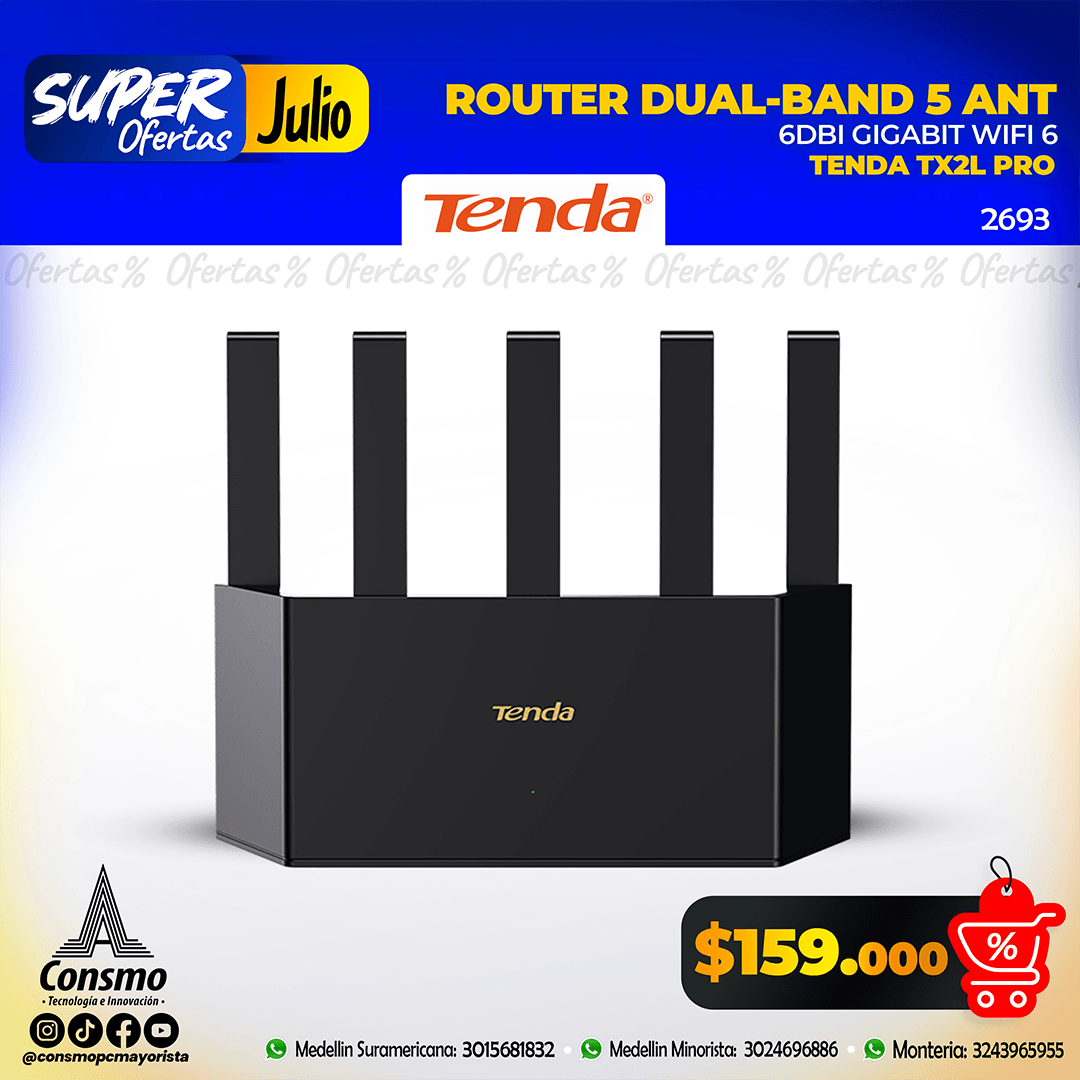 SUPER
Ofertas
Julio
ROUTER DUAL-BAND 5 ANT
6DBI GIGABIT WIFI 6
TENDA TX2L PRO
2693
Tenda®
Ofertas% Ofertas% Ofertas% Ofertas% Ofertas% Ofertas% Ofertas
Tenda
$159.000
%
Consmo
• Tecnología e Innovación •
@consmopcmayorista
Medellin Suramericana: 3015681832 • Medellin Minorista: 3024696886 • Monteria: 3243965955